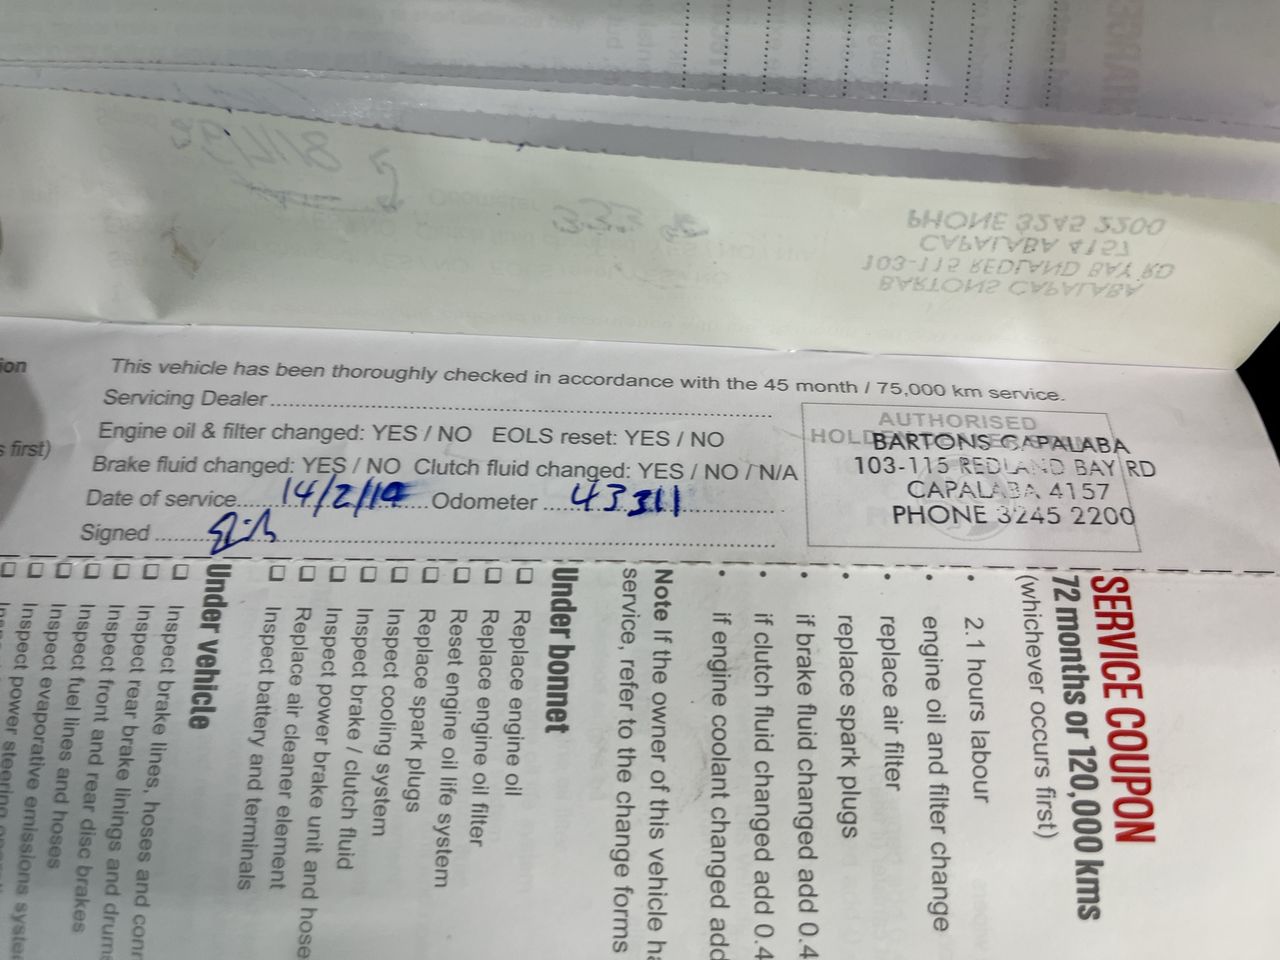 This vehicle has been thoroughly checked in accordance with the 45 month / 75,000 km service.
Servicing Dealer
Engine oil & filter changed: YES / NO EOLS reset: YES / NO
Brake fluid changed: YES / NO Clutch fluid changed: YES / NO / N/A
Date of service 14/2/19 Odometer 43311
Signed
AUTHORISED
BARTONS CAPALABA
103-115 REDLAND BAY RD
CAPALABA 4157
PHONE 3245 2200
first)
SERVICE COUPON
72 months or 120,000 kms
(whichever occurs first)
• 2.1 hours labour
• engine oil and filter change
• replace air filter
• replace spark plugs
• if brake fluid changed add 0.4
• if clutch fluid changed add 0.4
• if engine coolant changed add
Note If the owner of this vehicle
service, refer to the change forms
Under bonnet
Replace engine oil
Replace engine oil filter
Reset engine oil life system
Replace spark plugs
Inspect cooling system
Inspect brake / clutch fluid
Inspect power brake unit and hose
Replace air cleaner element
Inspect battery and terminals
Under vehicle
Inspect brake lines, hoses and
Inspect rear brake linings and
Inspect front and rear disc brakes
Inspect fuel lines and hoses
Inspect evaporative emissions
Inspect power steering
BARTONS CAPALABA
103-115 REDLAND BAY RD
CAPALABA 4157
PHONE 3245 2200